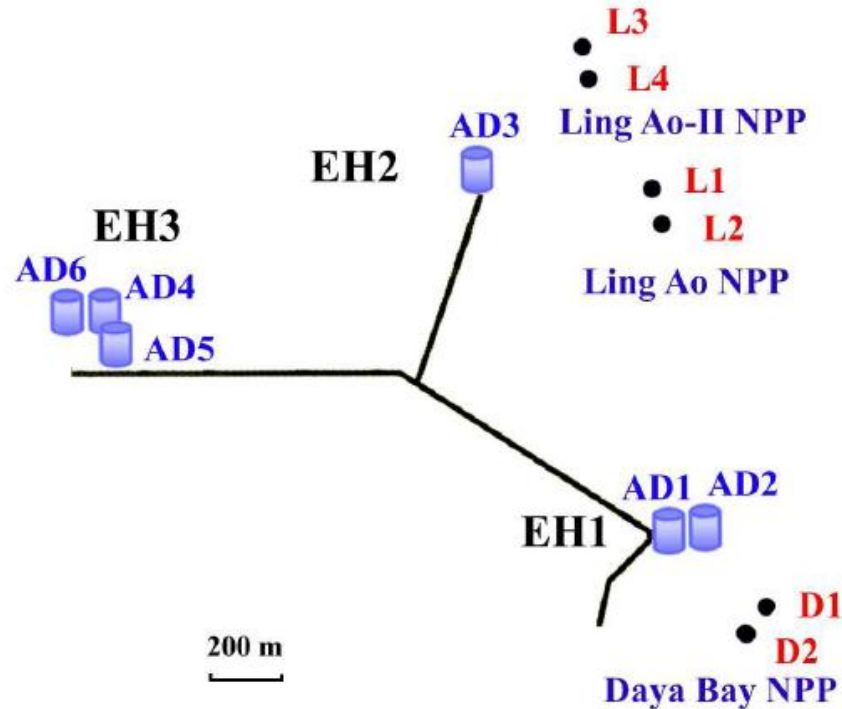 L3
L4
Ling Ao-II NPP
AD3
EH2
L1
L2
Ling Ao NPP
EH3
AD6
AD4
AD5
AD1
AD2
EH1
D1
D2
Daya Bay NPP
200 m